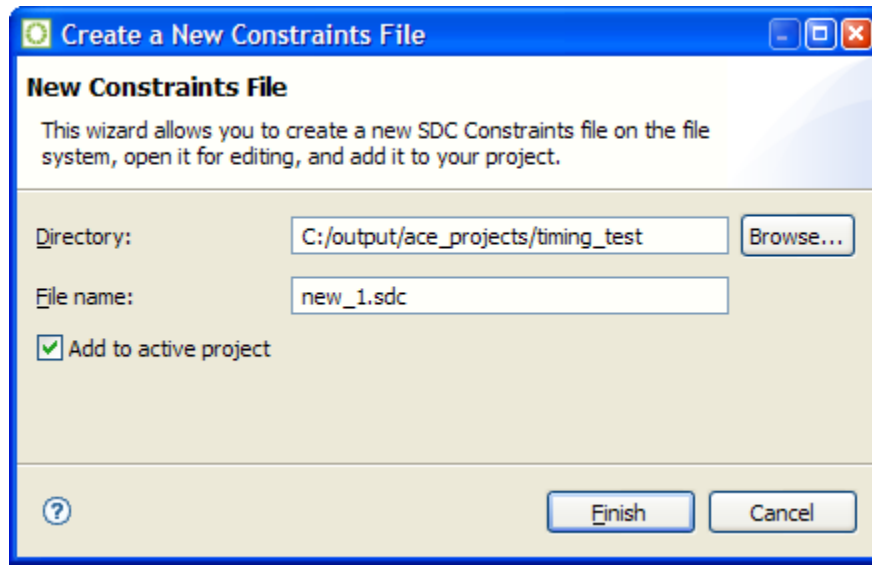 Create a New Constraints File
New Constraints File
This wizard allows you to create a new SDC Constraints file on the file
system, open it for editing, and add it to your project.
Directory: C:/output/ace_projects/timing_test Browse...
File name: new_1.sdc
Add to active project
? Finish Cancel